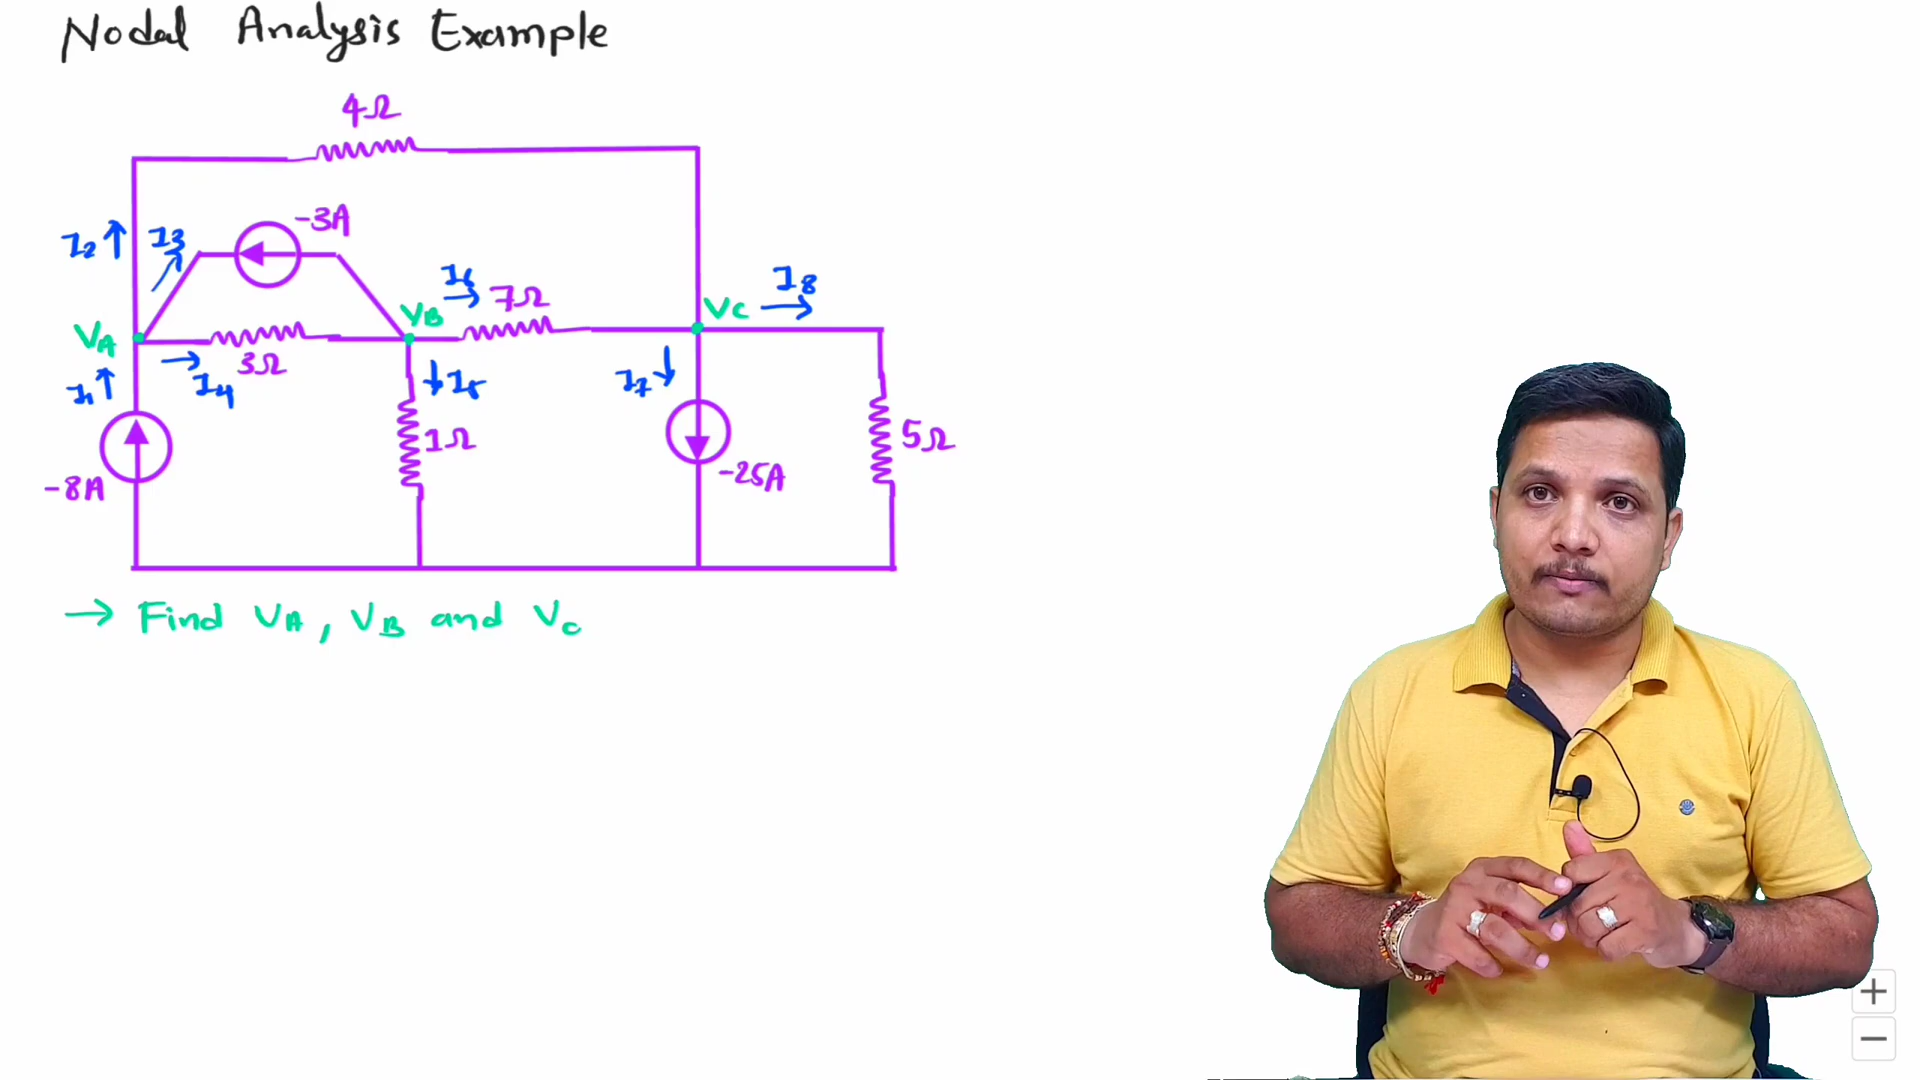 Nodal Analysis Example
4Ω
-3A
I2 ↑ I3
I6
7Ω
I8
VA
VB
VC
3Ω
I1 ↑
→ I4
↓ I5
I7 ↓
1Ω
5Ω
-8A
-25A
→ Find VA, VB and Vc
+
−